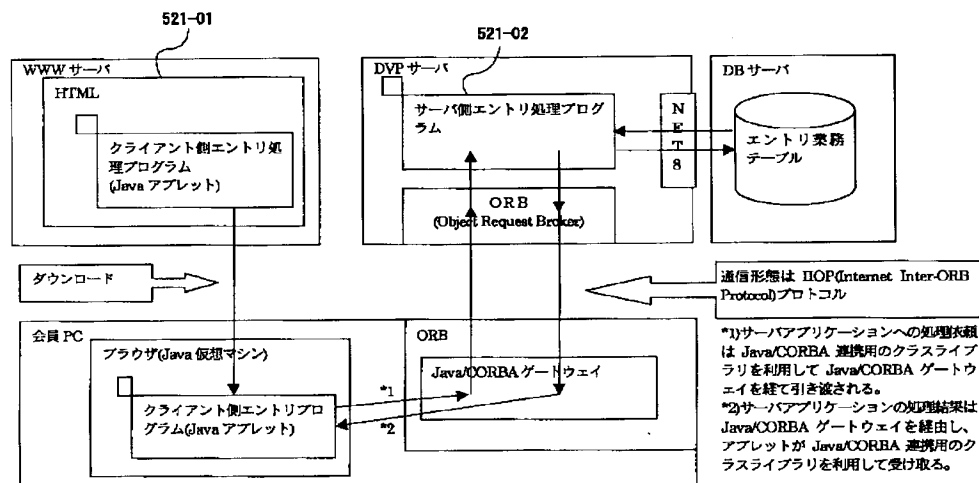 521-01
521-02
WWW サーバ
HTML
クライアント側エントリ処
理プログラム
(Java アプレット)
DVP サーバ
サーバ側エントリ処理プログ
ラム
ORB
(Object Request Broker)
N
E
T
8
DB サーバ
エントリ業務
テーブル
ダウンロード
通信形態は IIOP(Internet Inter-ORB
Protocol)プロトコル
会員 PC
ブラウザ(Java 仮想マシン)
クライアント側エントリプロ
グラム(Java アプレット)
*1
*2
ORB
Java/CORBA ゲートウェイ
*1)サーバアプリケーションへの処理依頼
は Java/CORBA 連携用のクラスライブ
ラリを利用して Java/CORBA ゲートウ
ェイを経て引き渡される。
*2)サーバアプリケーションの処理結果は
Java/CORBA ゲートウェイを経由し、
アプレットが Java/CORBA 連携用のク
ラスライブラリを利用して受け取る。